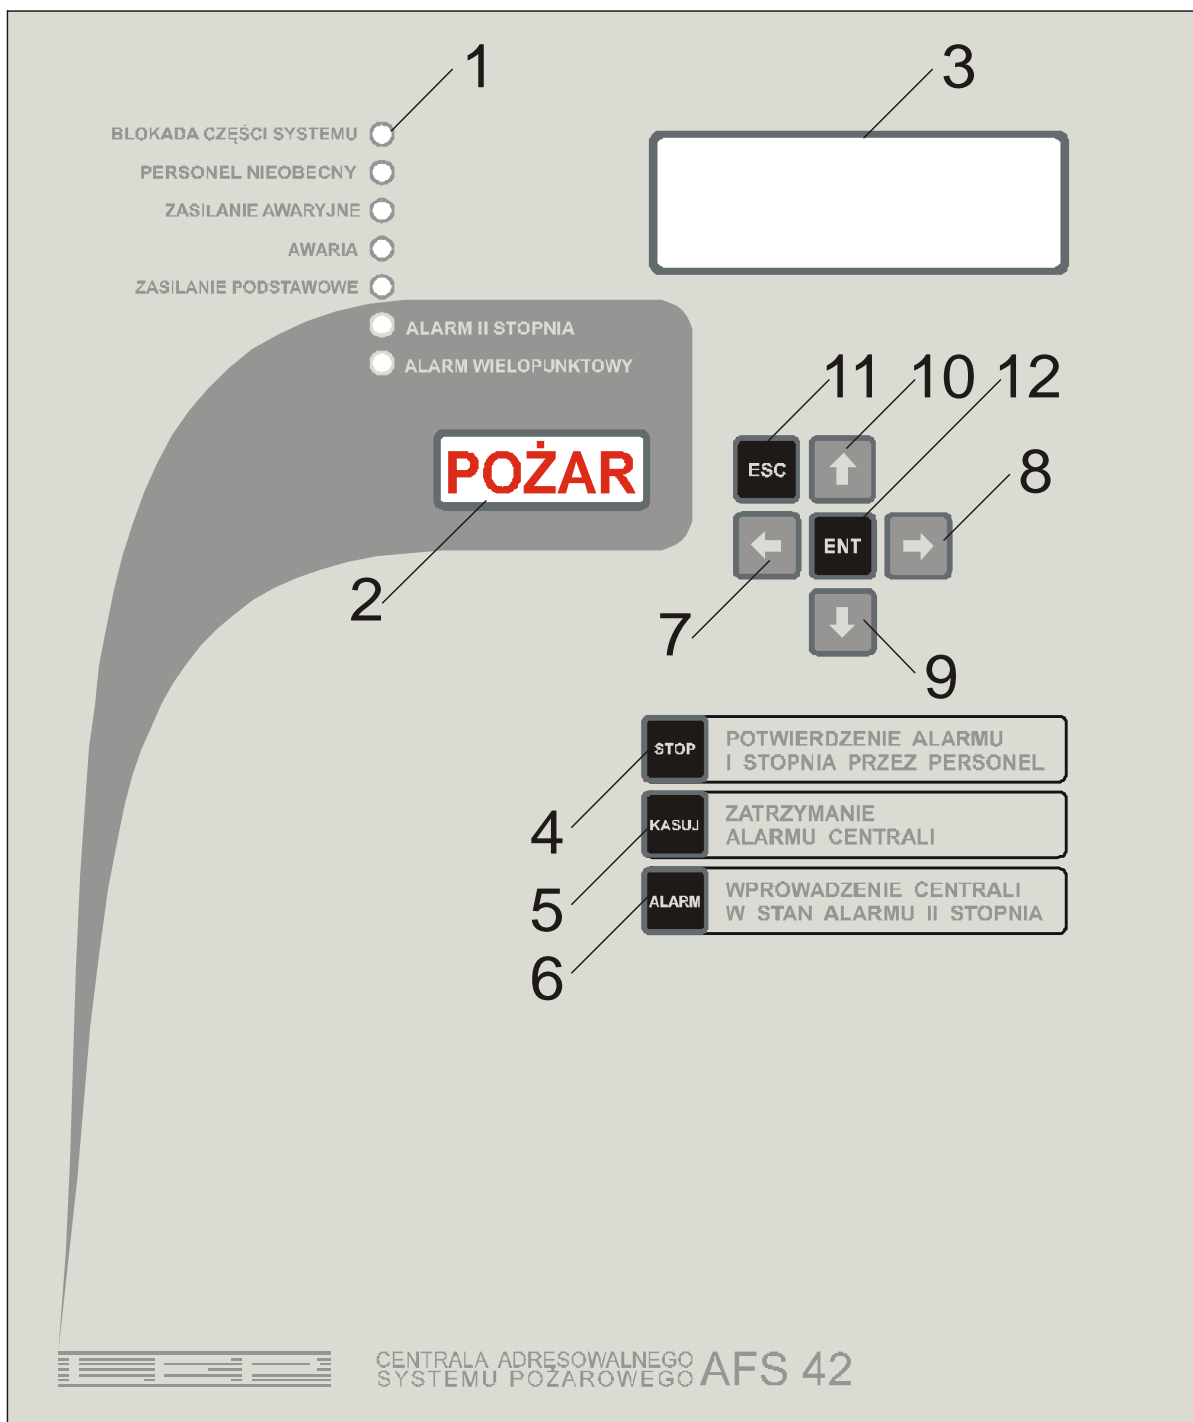 1
3
BLOKADA CZĘŚCI SYSTEMU
PERSONEL NIEOBECNY
ZASILANIE AWARYJNE
AWARIA
ZASILANIE PODSTAWOWE
ALARM II STOPNIA
ALARM WIELOPUNKTOWY
11 10 12
POŻAR
ESC
8
ENT
2
7
9
STOP
POTWIERDZENIE ALARMU
I STOPNIA PRZEZ PERSONEL
4
KASUJ
ZATRZYMANIE
ALARMU CENTRALI
5
ALARM
WPROWADZENIE CENTRALI
W STAN ALARMU II STOPNIA
6
CENTRALA ADRESOWALNEGO
SYSTEMU POŻAROWEGO
AFS 42